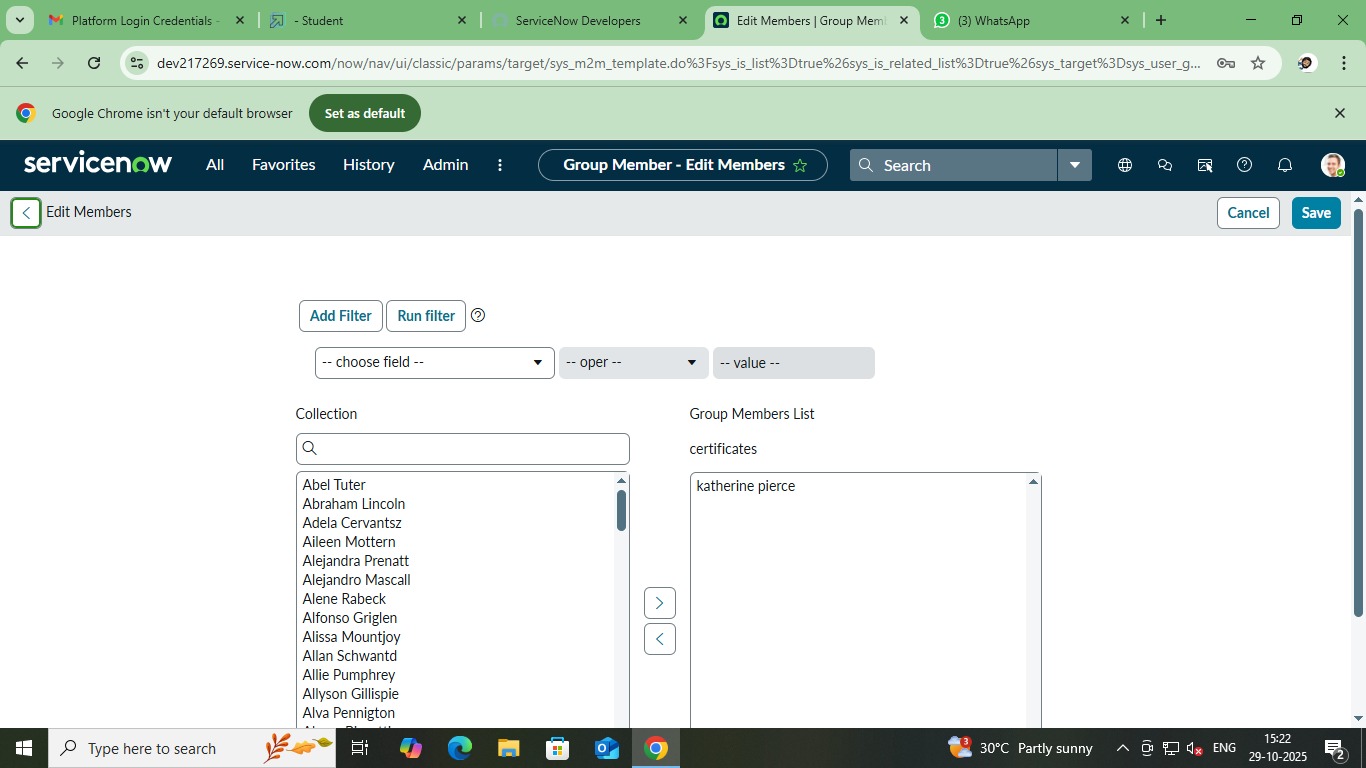 Platform Login Credentials -
- Student
ServiceNow Developers
Edit Members | Group Mem
(3) WhatsApp
dev217269.service-now.com/now/nav/ui/classic/params/target/sys_m2m_template.do%3Fsys_is_list%3Dtrue%26sys_is_related_list%3Dtrue%26sys_target%3Dsys_user_g...
Google Chrome isn't your default browser
Set as default
servicenow
All
Favorites
History
Admin
Group Member - Edit Members
Search
Edit Members
Cancel
Save
Add Filter
Run filter
-- choose field --
-- oper --
-- value --
Collection
Group Members List
certificates
Abel Tuter
Abraham Lincoln
Adela Cervantsz
Aileen Mottern
Alejandra Prenatt
Alejandro Mascall
Alene Rabeck
Alfonso Griglen
Alissa Mountjoy
Allan Schwantd
Allie Pumphrey
Allyson Gillispie
Alva Pennigton
katherine pierce
Type here to search
3
30°C Partly sunny
ENG
15:22
29-10-2025
2